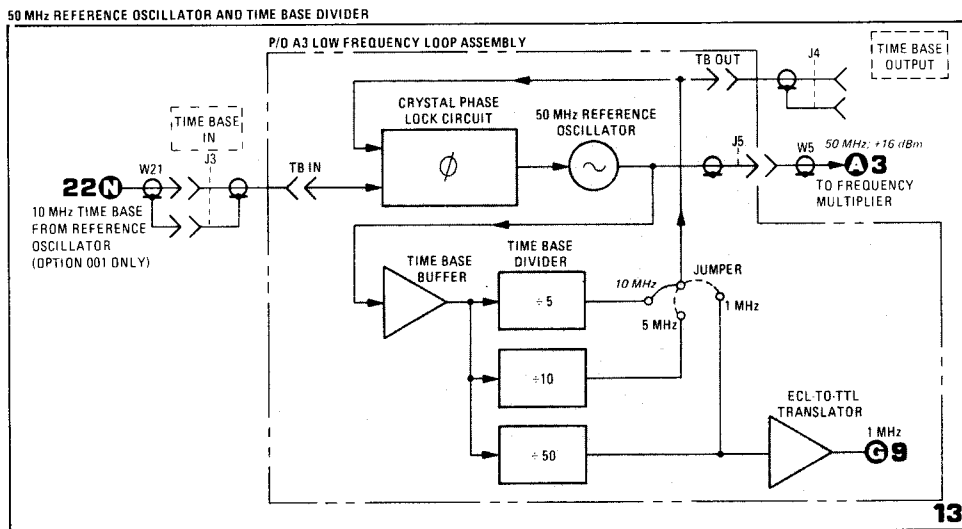 50 MHz REFERENCE OSCILLATOR AND TIME BASE DIVIDER
P/O A3 LOW FREQUENCY LOOP ASSEMBLY
TB OUT
J4
TIME BASE
OUTPUT
CRYSTAL PHASE
LOCK CIRCUIT
50 MHz REFERENCE
OSCILLATOR
TIME BASE
IN
J3
W21
TB IN
ϕ
J5
W5
50 MHz; +16 dBm
A 3
TO FREQUENCY
MULTIPLIER
22 N
10 MHz TIME BASE
FROM REFERENCE
OSCILLATOR
(OPTION 001 ONLY)
TIME BASE
BUFFER
TIME BASE
DIVIDER
JUMPER
10 MHz
÷5
1 MHz
5 MHz
÷10
ECL-TO-TTL
TRANSLATOR
÷50
1 MHz
G 9
13